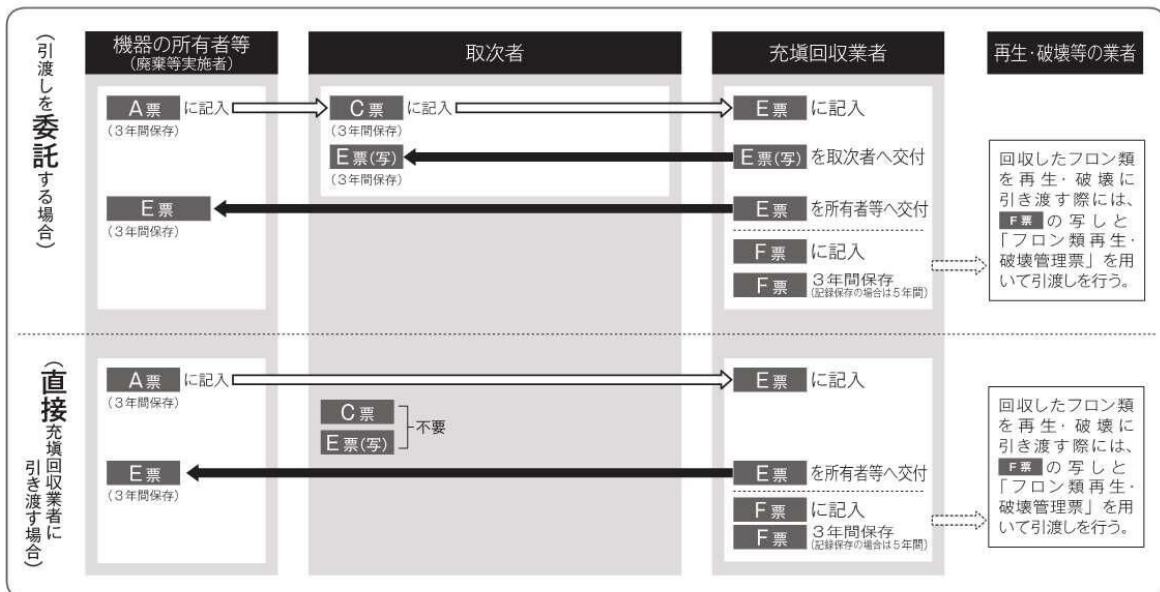 機器の所有者等
(廃棄等実施者)
取次者
充塡回収業者
再生・破壊等の業者
(引渡しを委託する場合)
A票 に記入
(3年間保存)
C票 に記入
(3年間保存)
E票 に記入
E票(写)
(3年間保存)
E票(写) を取次者へ交付
E票
(3年間保存)
E票 を所有者等へ交付
F票 に記入
F票 3年間保存
(記録保存の場合は5年間)
回収したフロン類
を再生・破壊に
引き渡す際には、
F票 の写しと
「フロン類再生・
破壊管理票」を用
いて引渡しを行う。
(直接充塡回収業者に
引き渡す場合)
A票 に記入
(3年間保存)
E票 に記入
C票
E票(写)
不要
E票
(3年間保存)
E票 を所有者等へ交付
F票 に記入
F票 3年間保存
(記録保存の場合は5年間)
回収したフロン類
を再生・破壊に
引き渡す際には、
F票 の写しと
「フロン類再生・
破壊管理票」を用
いて引渡しを行う。